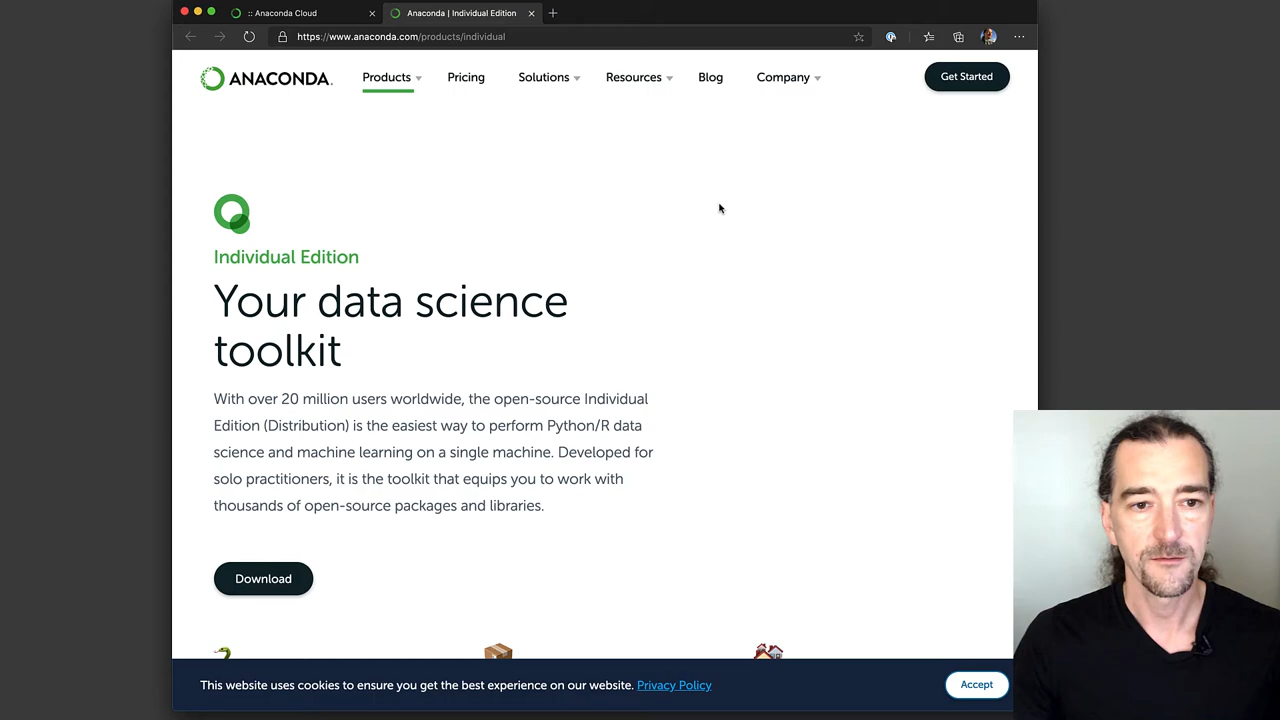 :: Anaconda Cloud
Anaconda | Individual Edition
https://www.anaconda.com/products/individual
ANACONDA.
Products
Pricing
Solutions
Resources
Blog
Company
Get Started
Individual Edition
Your data science
toolkit
With over 20 million users worldwide, the open-source Individual
Edition (Distribution) is the easiest way to perform Python/R data
science and machine learning on a single machine. Developed for
solo practitioners, it is the toolkit that equips you to work with
thousands of open-source packages and libraries.
Download
This website uses cookies to ensure you get the best experience on our website. Privacy Policy
Accept